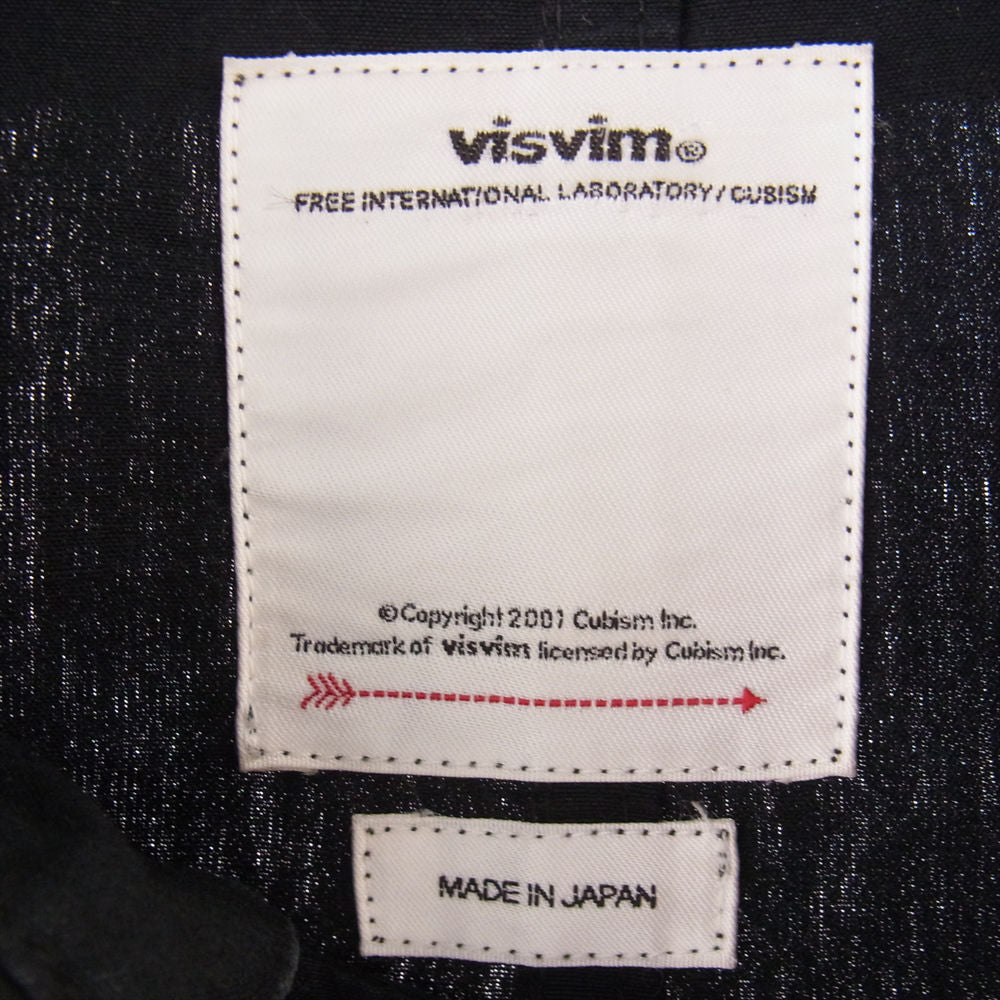 visvim®
FREE INTERNATIONAL LABORATORY / CUBISM
©Copyright 2001 Cubism Inc.
Trademark of visvim licensed by Cubism Inc.
MADE IN JAPAN